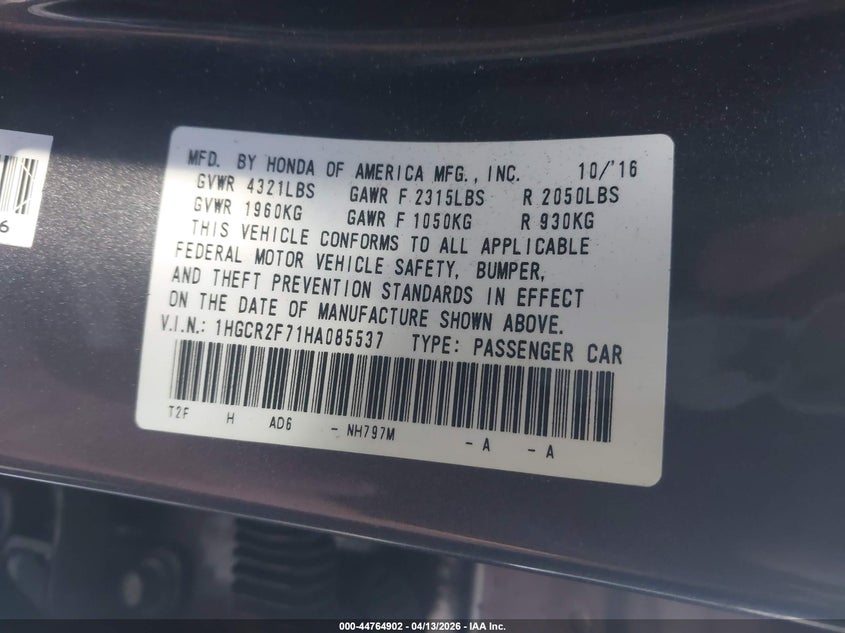 6
MFD. BY HONDA OF AMERICA MFG., INC. 10/'16
GVWR 4321LBS GAWR F 2315LBS R 2050LBS
GVWR 1960KG GAWR F 1050KG R 930KG
THIS VEHICLE CONFORMS TO ALL APPLICABLE
FEDERAL MOTOR VEHICLE SAFETY, BUMPER,
AND THEFT PREVENTION STANDARDS IN EFFECT
ON THE DATE OF MANUFACTURE SHOWN ABOVE.
V.I.N.: 1HGCR2F71HA085537 TYPE: PASSENGER CAR
T2F H AD6 - NH797M - A - A
000-44764902 - 04/13/2026 - IAA Inc.